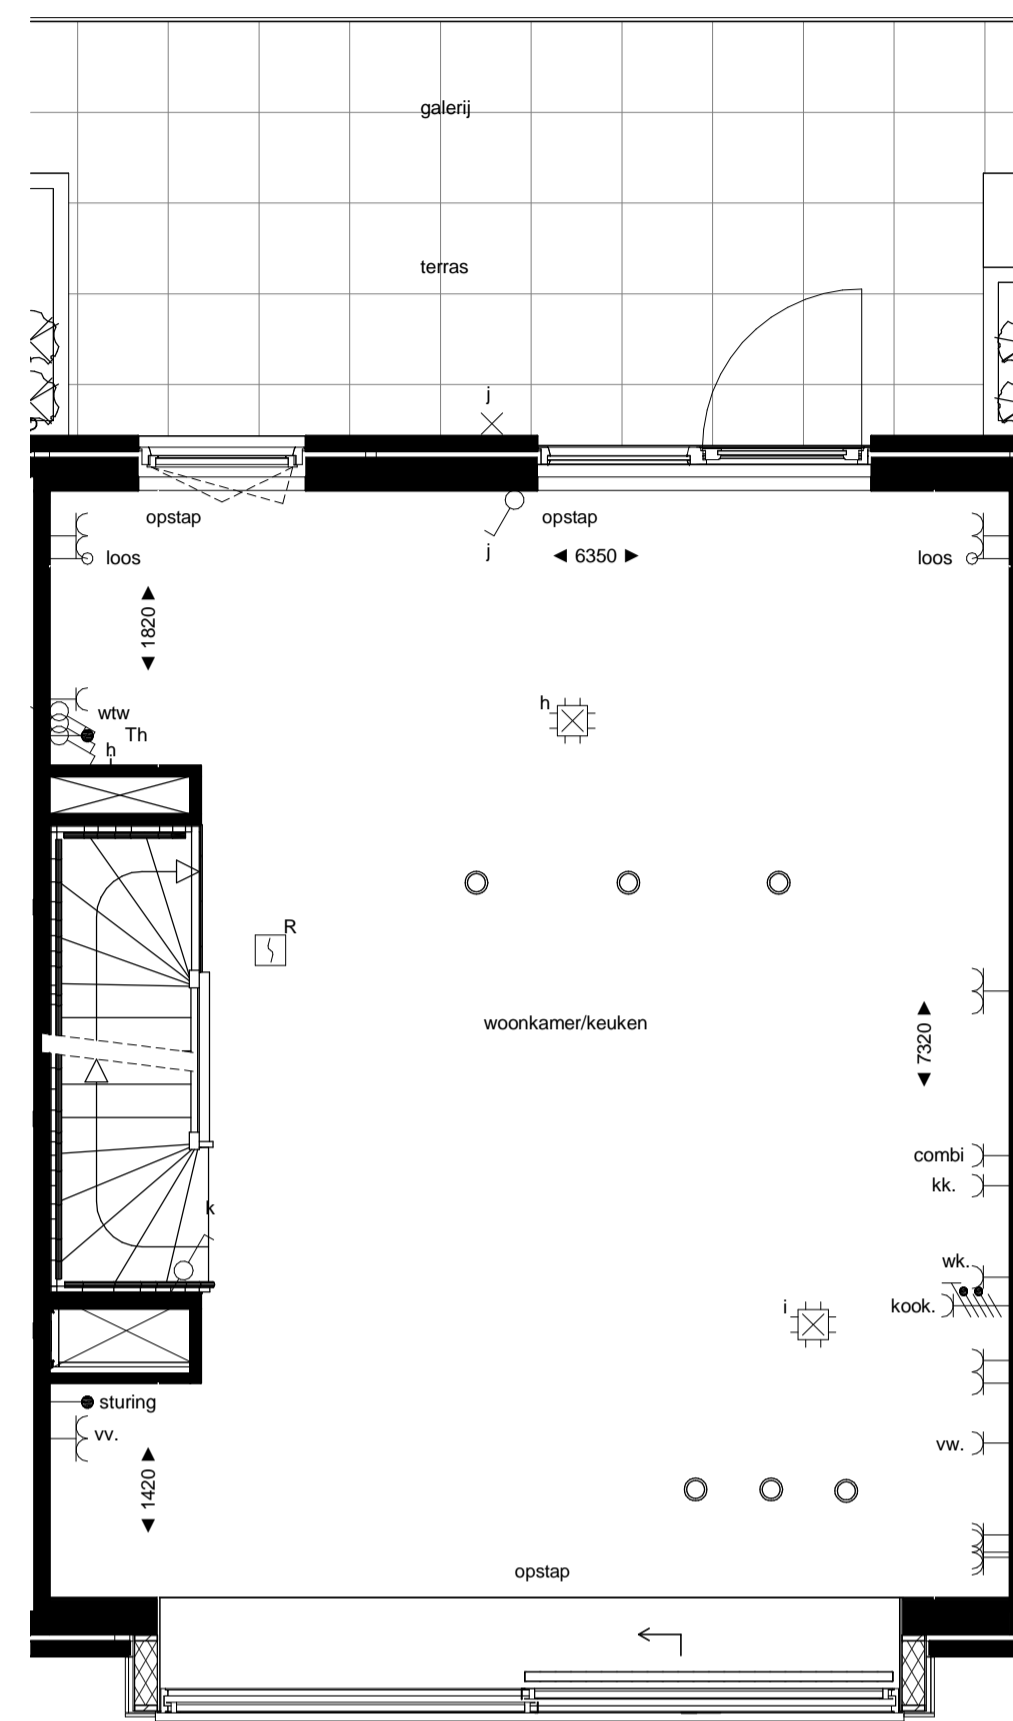 galerij
terras
j
opstap
opstap
j
loos
6350
loos
1820
h
wtw
Th
h
R
woonkamer/keuken
7320
combi
kk.
k
wk.
kook.
i
sturing
vv.
vw.
1420
opstap